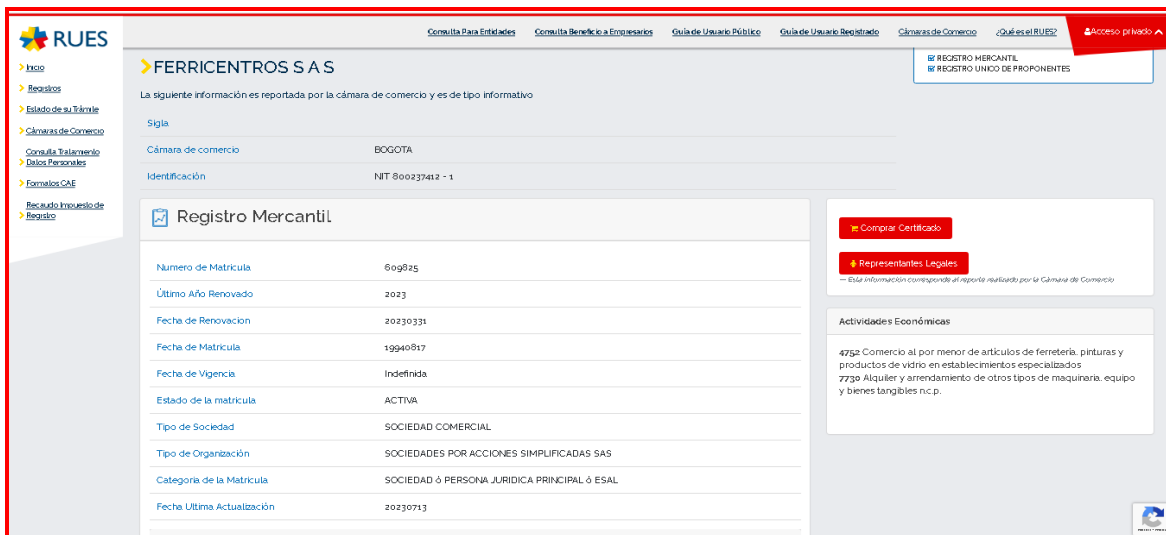 RUES
Consulta Para Entidades
Consulta Beneficio a Empresarios
Guía de Usuario Público
Guía de Usuario Registrado
Cámaras de Comercio
¿Qué es el RUES?
Acceso privado
Inicio
Registros
Estado de su Trámite
Cámaras de Comercio
Consulta Tratamiento
Datos Personales
Formatos CAE
Recaudo Impuesto de
Registro
REGISTRO MERCANTIL
REGISTRO UNICO DE PROPONENTES
FERRICENTROS S A S
La siguiente información es reportada por la cámara de comercio y es de tipo informativo
Sigla
Cámara de comercio BOGOTA
Identificación NIT 800237412 - 1
Registro Mercantil
Numero de Matricula 609825
Último Año Renovado 2023
Fecha de Renovacion 20230331
Fecha de Matricula 19940817
Fecha de Vigencia Indefinida
Estado de la matricula ACTIVA
Tipo de Sociedad SOCIEDAD COMERCIAL
Tipo de Organización SOCIEDADES POR ACCIONES SIMPLIFICADAS SAS
Categoria de la Matricula SOCIEDAD ó PERSONA JURIDICA PRINCIPAL ó ESAL
Fecha Ultima Actualización 20230713
Comprar Certificado
Representantes Legales
— Esta información corresponde al reporte realizado por la Cámara de Comercio
Actividades Económicas
4752 Comercio al por menor de artículos de ferretería, pinturas y
productos de vidrio en establecimientos especializados
7730 Alquiler y arrendamiento de otros tipos de maquinaria, equipo
y bienes tangibles n.c.p.